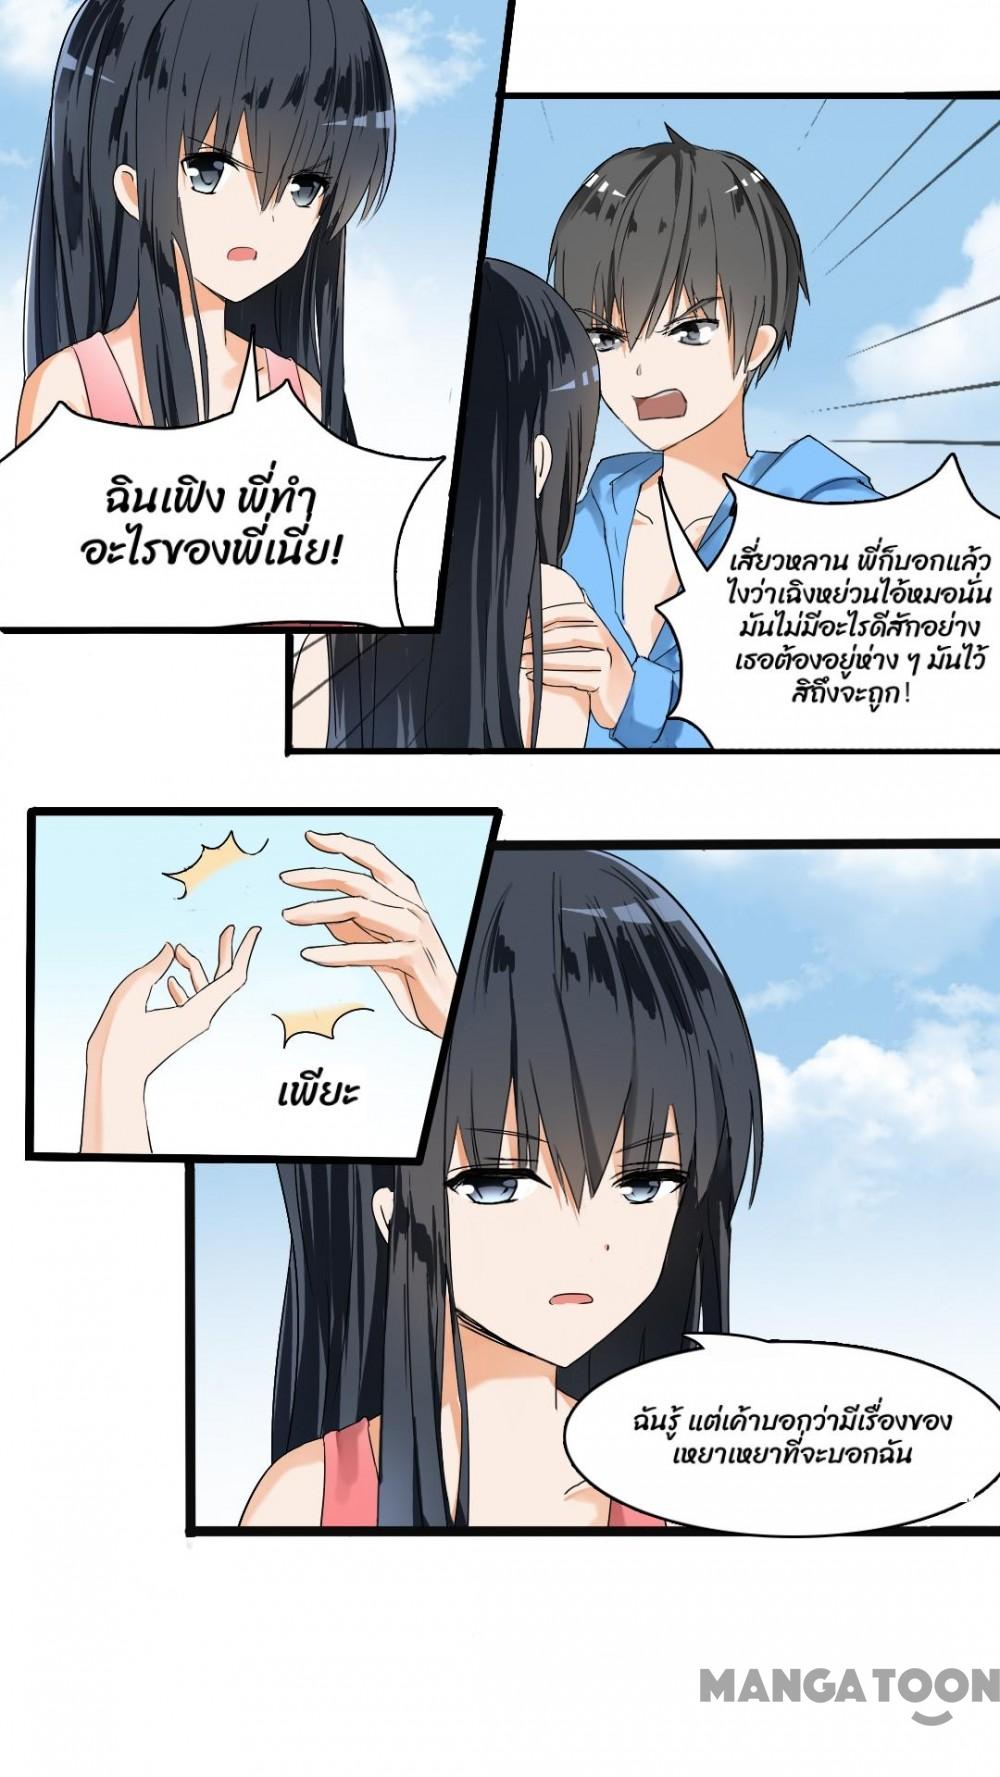 ฉินเฟิง พี่ทำ
อะไรของพี่เนี่ย!
เสี่ยวหลาน พี่ก็บอกแล้ว
ไงว่าเฉิงหย่วนไอ้หมอนั่น
มันไม่มีอะไรดีสักอย่าง
เธอต้องอยู่ห่าง ๆ มันไว้
สิถึงจะถูก!
เพียะ
ฉันรู้ แต่เค้าบอกว่ามีเรื่องของ
เหยาเหยาที่จะบอกฉัน
MANGATOON